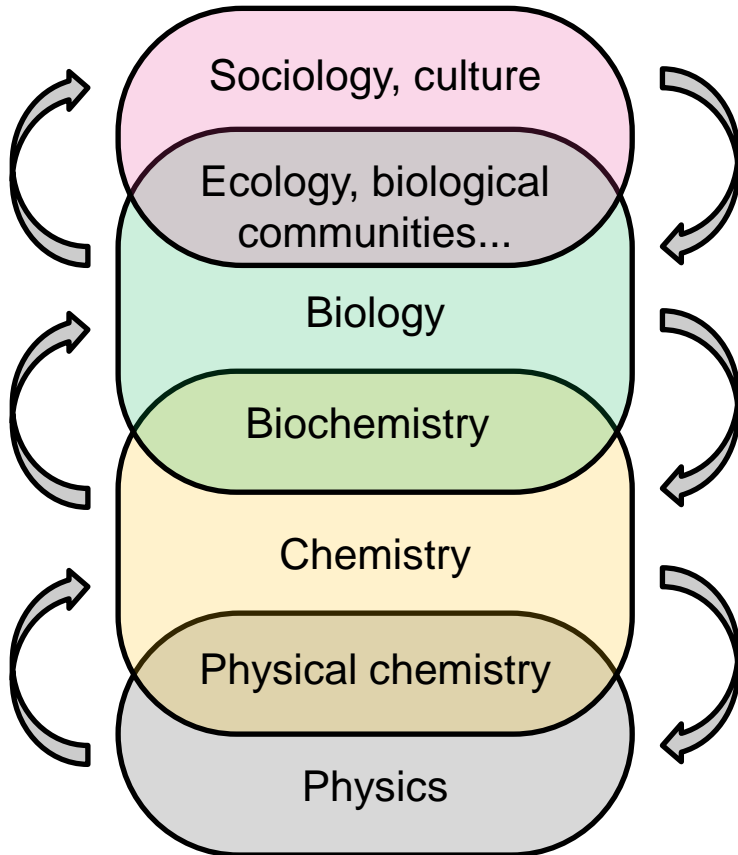 Sociology, culture
Ecology, biological
communities...
Biology
Biochemistry
Chemistry
Physical chemistry
Physics